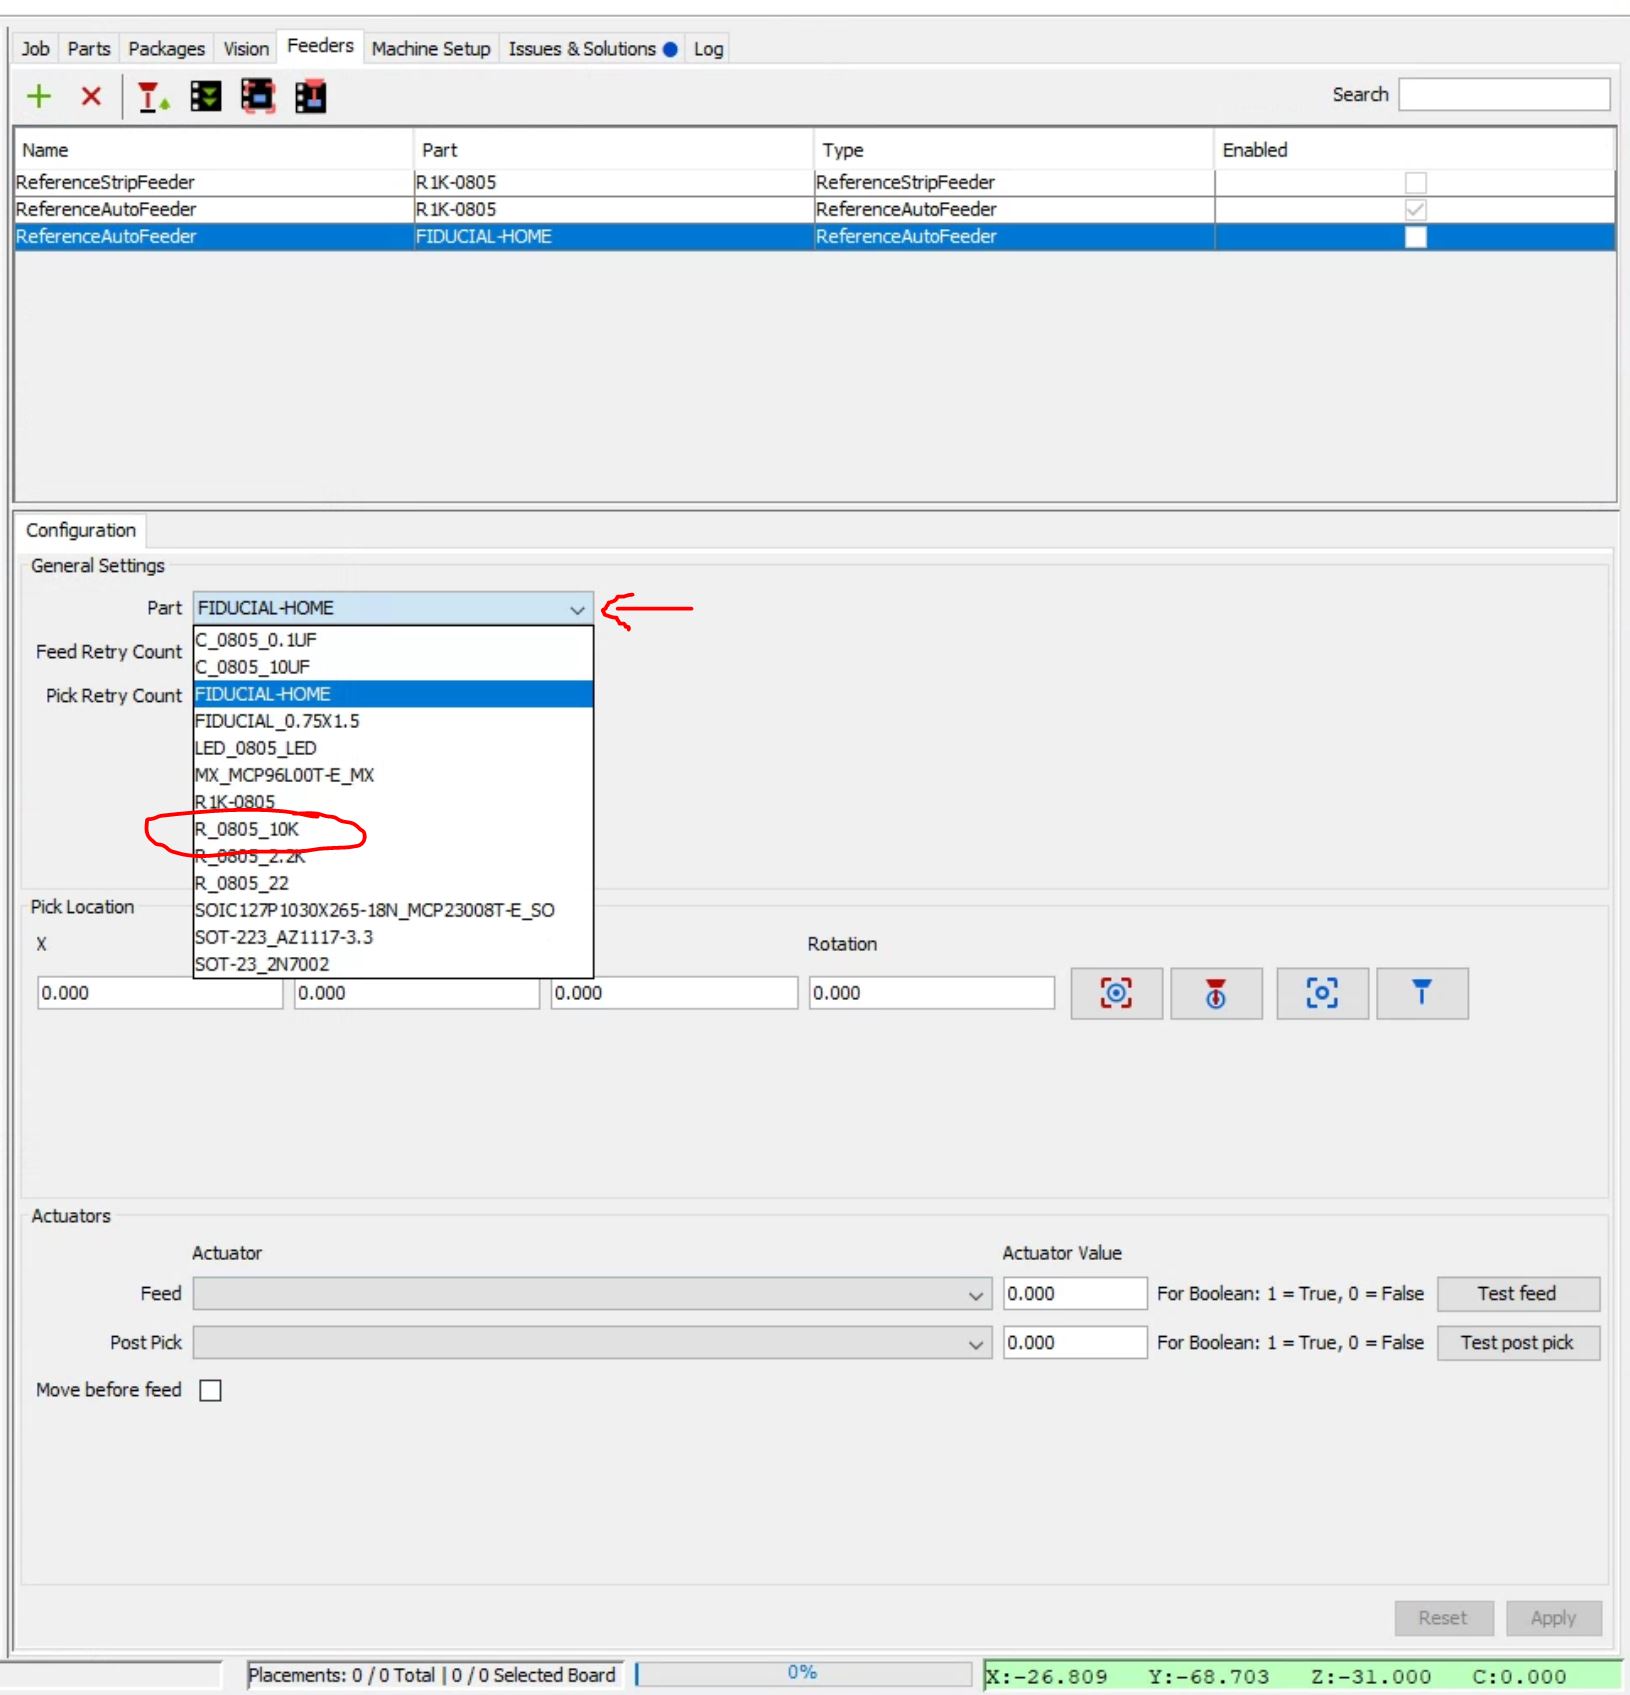 Job Parts Packages Vision Feeders Machine Setup Issues & Solutions Log
Search
Name Part Type Enabled
ReferenceStripFeeder R1K-0805 ReferenceStripFeeder
ReferenceAutoFeeder R1K-0805 ReferenceAutoFeeder
ReferenceAutoFeeder FIDUCIAL-HOME ReferenceAutoFeeder
Configuration
General Settings
Part FIDUCIAL-HOME
C_0805_0.1UF
Feed Retry Count
C_0805_10UF
Pick Retry Count FIDUCIAL-HOME
FIDUCIAL_0.75X1.5
LED_0805_LED
MX_MCP96L00T-E_MX
R1K-0805
R_0805_10K
R_0805_2.2K
R_0805_22
Pick Location
SOIC127P1030X265-18N_MCP23008T-E_SO
X SOT-223_AZ1117-3.3 Rotation
SOT-23_2N7002
0.000 0.000 0.000 0.000
Actuators
Actuator Actuator Value
Feed 0.000 For Boolean: 1 = True, 0 = False Test feed
Post Pick 0.000 For Boolean: 1 = True, 0 = False Test post pick
Move before feed
Reset Apply
Placements: 0 / 0 Total | 0 / 0 Selected Board 0% X:-26.809 Y:-68.703 Z:-31.000 C:0.000